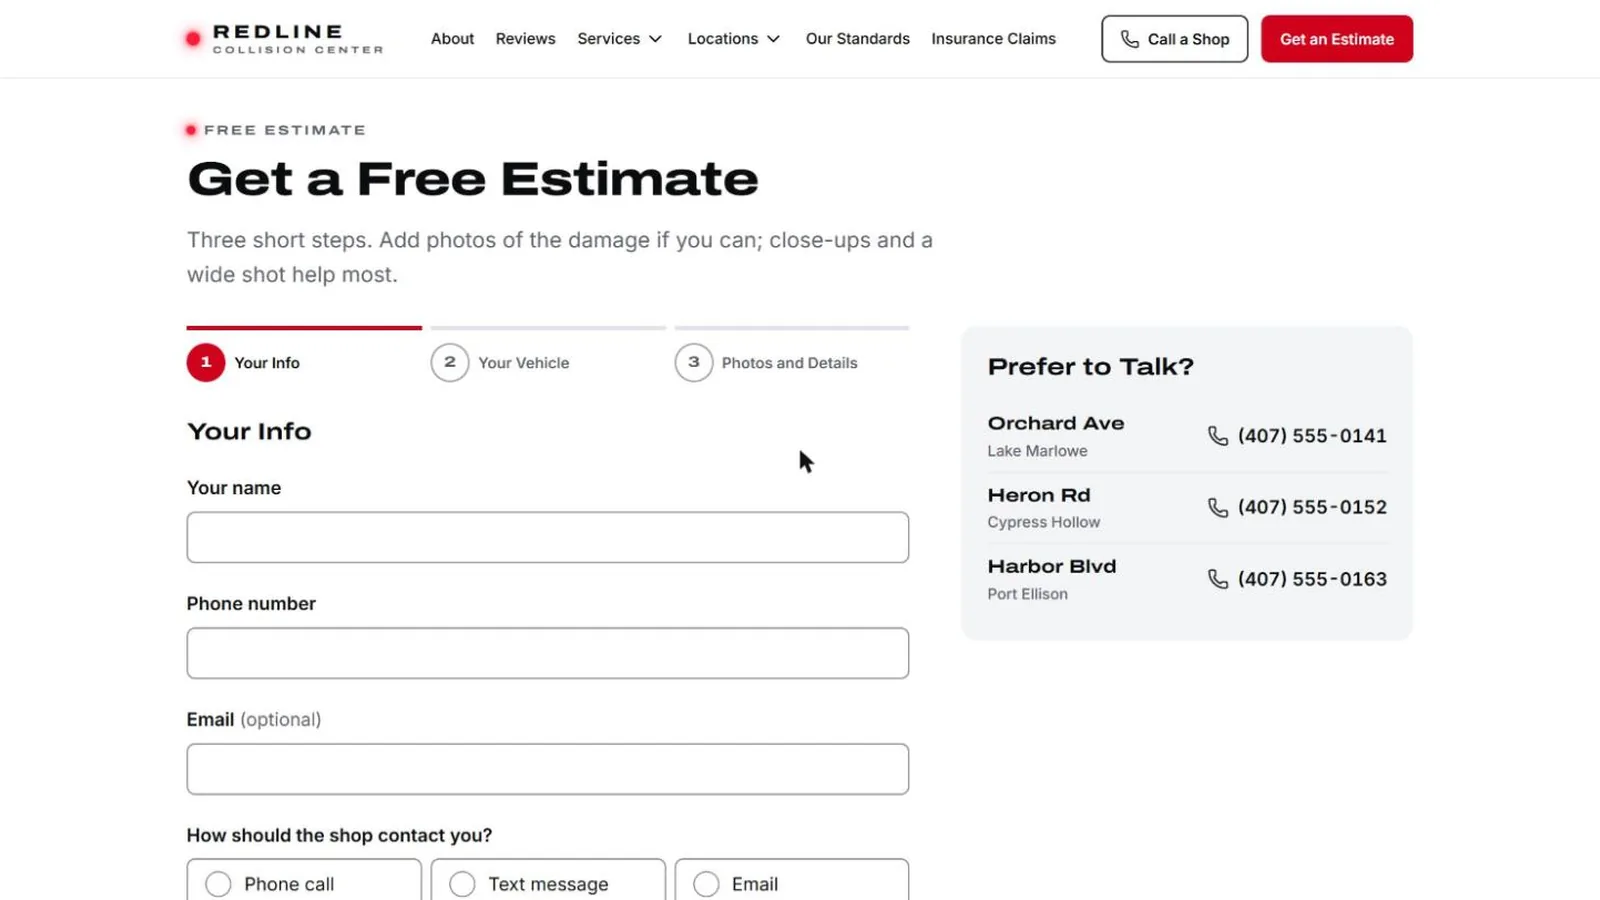 REDLINE
COLLISION CENTER
About
Reviews
Services
Locations
Our Standards
Insurance Claims
Call a Shop
Get an Estimate
FREE ESTIMATE
Get a Free Estimate
Three short steps. Add photos of the damage if you can; close-ups and a
wide shot help most.
1 Your Info
2 Your Vehicle
3 Photos and Details
Your Info
Your name
Phone number
Email (optional)
How should the shop contact you?
Phone call
Text message
Email
Prefer to Talk?
Orchard Ave
Lake Marlowe
(407) 555-0141
Heron Rd
Cypress Hollow
(407) 555-0152
Harbor Blvd
Port Ellison
(407) 555-0163